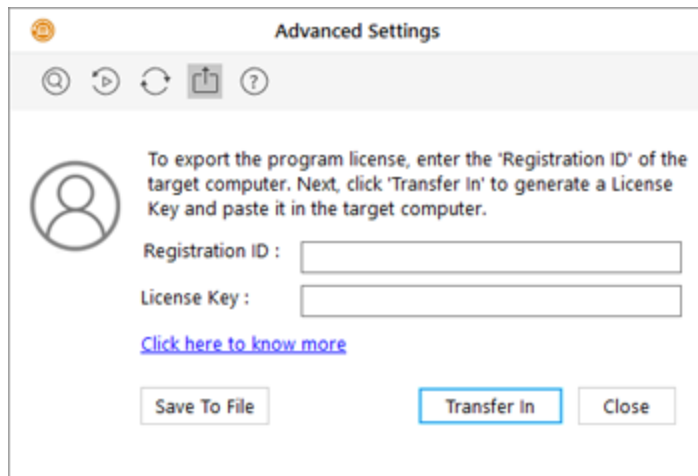 Advanced Settings
To export the program license, enter the 'Registration ID' of the
target computer. Next, click 'Transfer In' to generate a License
Key and paste it in the target computer.
Registration ID :
License Key :
Click here to know more
Save To File
Transfer In
Close